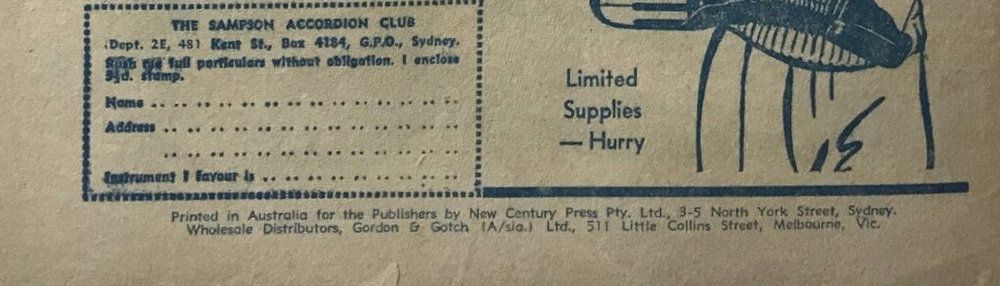 THE SAMPSON ACCORDION CLUB
Dept. 2E, 481 Kent St., Box 4184, G.P.O., Sydney.
Rush me full particulars without obligation. I enclose
3½d. stamp.
Name
Address
Instrument I favour is
Limited
Supplies
— Hurry
Printed in Australia for the Publishers by New Century Press Pty. Ltd., 3-5 North York Street, Sydney.
Wholesale Distributors, Gordon & Gotch (A/sia.) Ltd., 511 Little Collins Street, Melbourne, Vic.